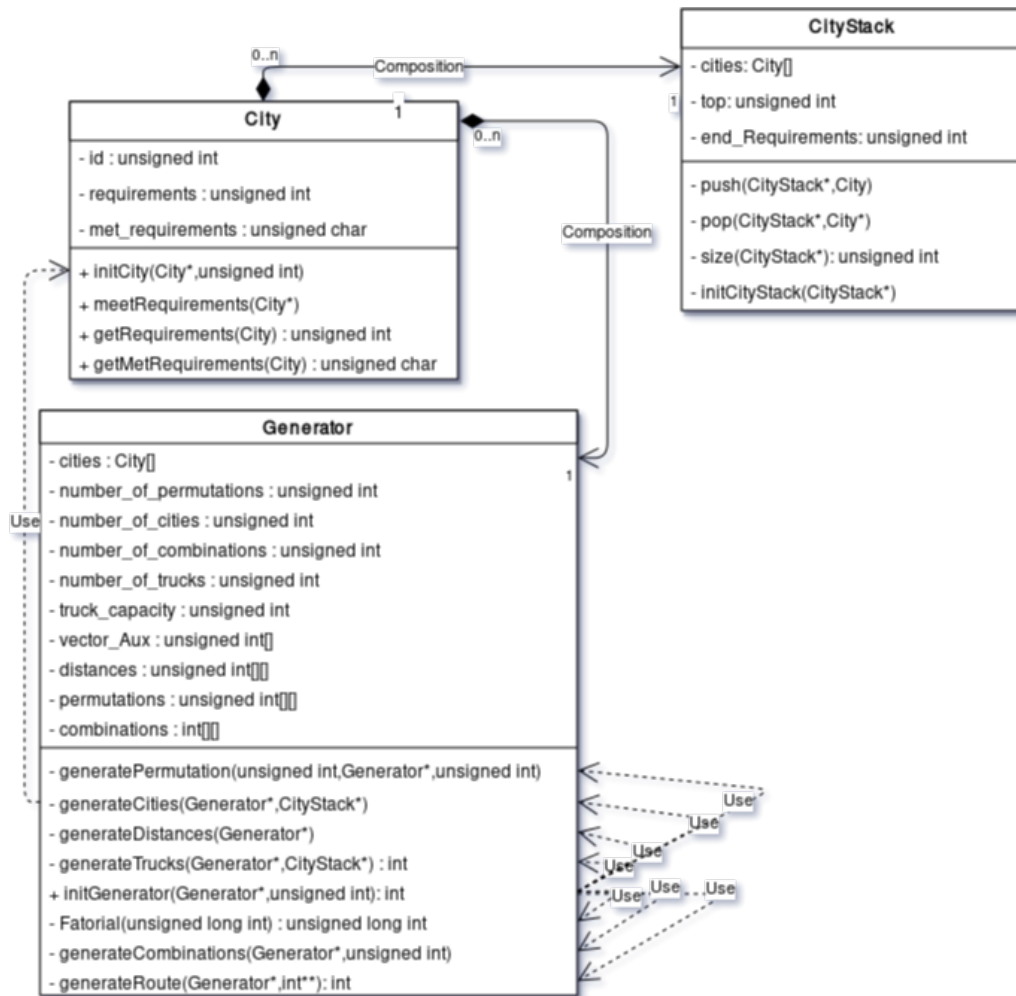 CityStack
- cities: City[]
- top: unsigned int
- end_Requirements: unsigned int
- push(CityStack*,City)
- pop(CityStack*,City*)
- size(CityStack*): unsigned int
- initCityStack(CityStack*)
0..n
Composition
1
1
City
0..n
- id : unsigned int
- requirements : unsigned int
- met_requirements : unsigned char
+ initCity(City*,unsigned int)
+ meetRequirements(City*)
+ getRequirements(City) : unsigned int
+ getMetRequirements(City) : unsigned char
Composition
Generator
1
- cities : City[]
- number_of_permutations : unsigned int
- number_of_cities : unsigned int
- number_of_combinations : unsigned int
- number_of_trucks : unsigned int
- truck_capacity : unsigned int
- vector_Aux : unsigned int[]
- distances : unsigned int[][]
- permutations : unsigned int[][]
- combinations : int[][]
Use
- generatePermutation(unsigned int,Generator*,unsigned int)
- generateCities(Generator*,CityStack*)
- generateDistances(Generator*)
- generateTrucks(Generator*,CityStack*) : int
+ initGenerator(Generator*,unsigned int): int
- Fatorial(unsigned long int) : unsigned long int
- generateCombinations(Generator*,unsigned int)
- generateRoute(Generator*,int**): int
Use
Use
Use
Use
Use
Use
Use